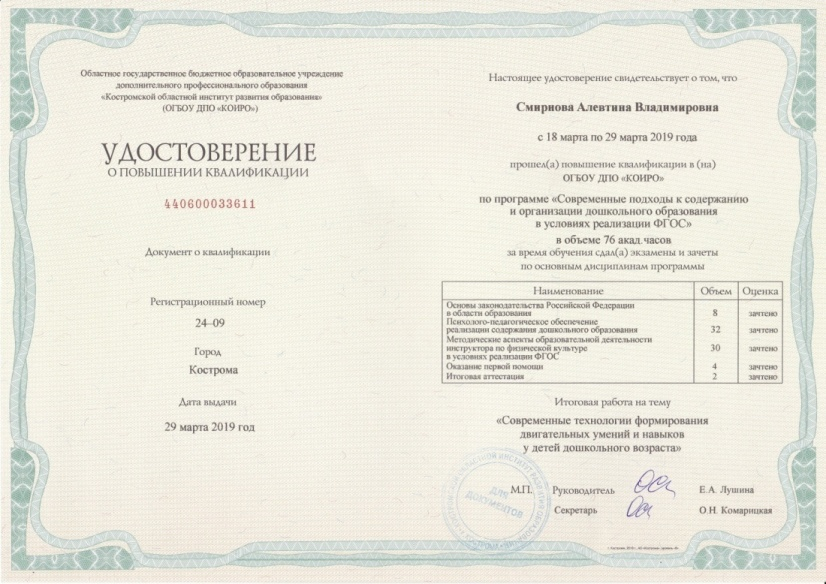 Областное государственное бюджетное образовательное учреждение
дополнительного профессионального образования
«Костромской областной институт развития образования»
(ОГБОУ ДПО «КОИРО»)
УДОСТОВЕРЕНИЕ
О ПОВЫШЕНИИ КВАЛИФИКАЦИИ
440600033611
Документ о квалификации
Регистрационный номер
24–09
Город
Кострома
Дата выдачи
29 марта 2019 год
Настоящее удостоверение свидетельствует о том, что
Смирнова Алевтина Владимировна
с 18 марта по 29 марта 2019 года
прошел(а) повышение квалификации в (на)
ОГБОУ ДПО «КОИРО»
по программе «Современные подходы к содержанию
и организации дошкольного образования
в условиях реализации ФГОС»
в объеме 76 акад.часов
за время обучения сдал(а) экзамены и зачеты
по основным дисциплинам программы
Наименование Объем Оценка
Основы законодательства Российской Федерации
в области образования 8 зачтено
Психолого-педагогическое обеспечение
реализации содержания дошкольного образования 32 зачтено
Методические аспекты образовательной деятельности
инструктора по физической культуре 30 зачтено
в условиях реализации ФГОС
Оказание первой помощи 4 зачтено
Итоговая аттестация 2 зачтено
Итоговая работа на тему
«Современные технологии формирования
двигательных умений и навыков
у детей дошкольного возраста»
М.П. Руководитель Е.А. Лушина
Секретарь О.Н. Комарицкая
ДЛЯ
ДОКУМЕНТОВ